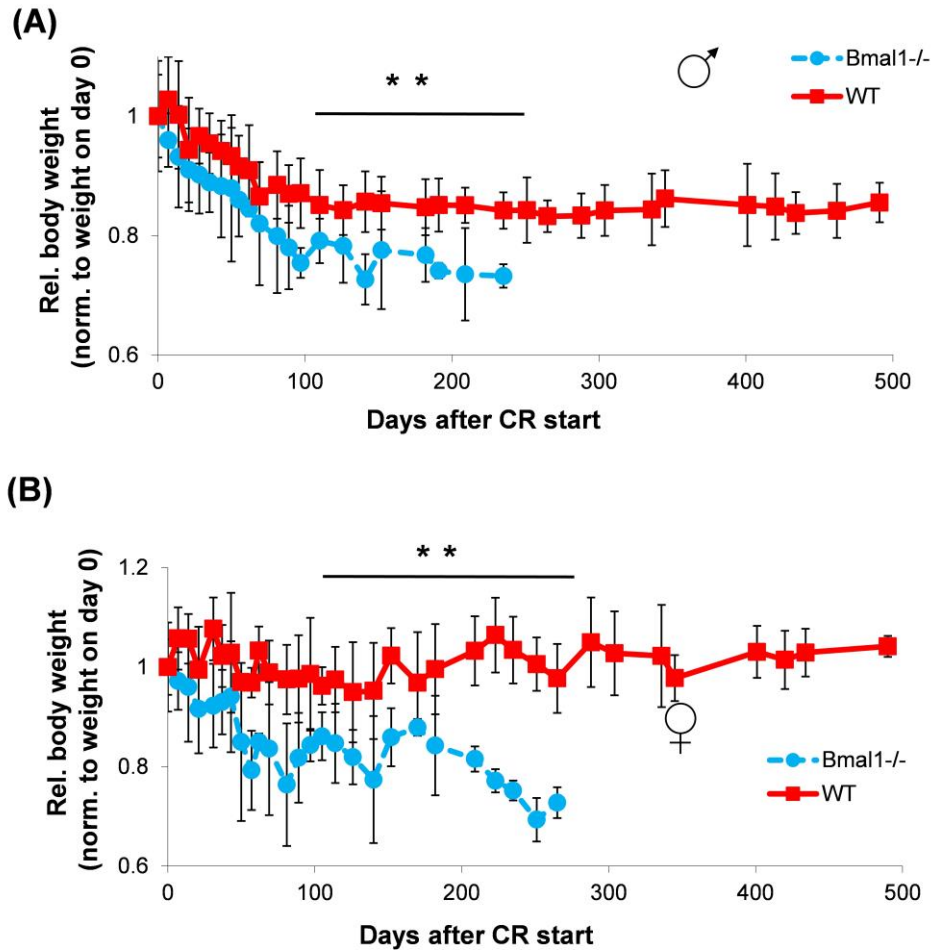 (A)
Rel. body weight
(norm. to weight on day 0)
1
0.8
0.6
* *
Bmal1-/-
WT
0
100
200
300
400
500
Days after CR start
(B)
Rel. body weight
(norm. to weight on day 0)
1.2
1
0.8
0.6
* *
Bmal1-/-
WT
0
100
200
300
400
500
Days after CR start